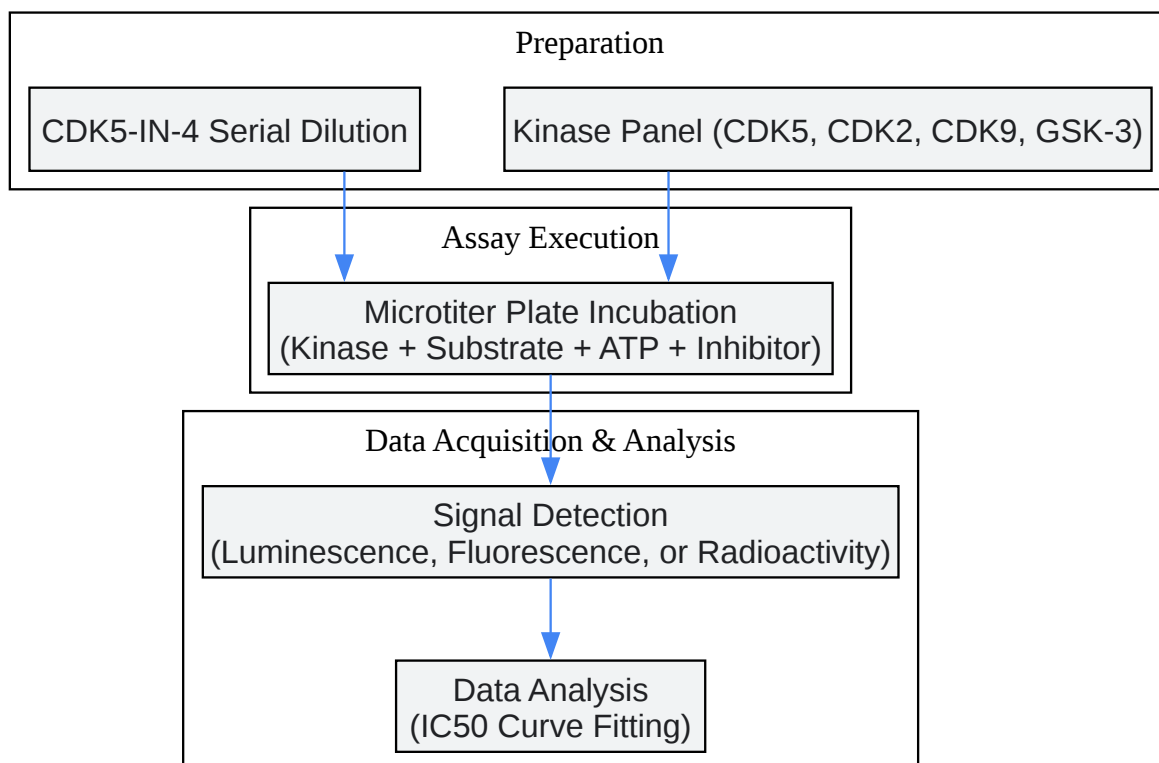 Preparation
CDK5-IN-4 Serial Dilution
Kinase Panel (CDK5, CDK2, CDK9, GSK-3)
Assay Execution
Microtiter Plate Incubation
(Kinase + Substrate + ATP + Inhibitor)
Data Acquisition & Analysis
Signal Detection
(Luminescence, Fluorescence, or Radioactivity)
Data Analysis
(IC50 Curve Fitting)